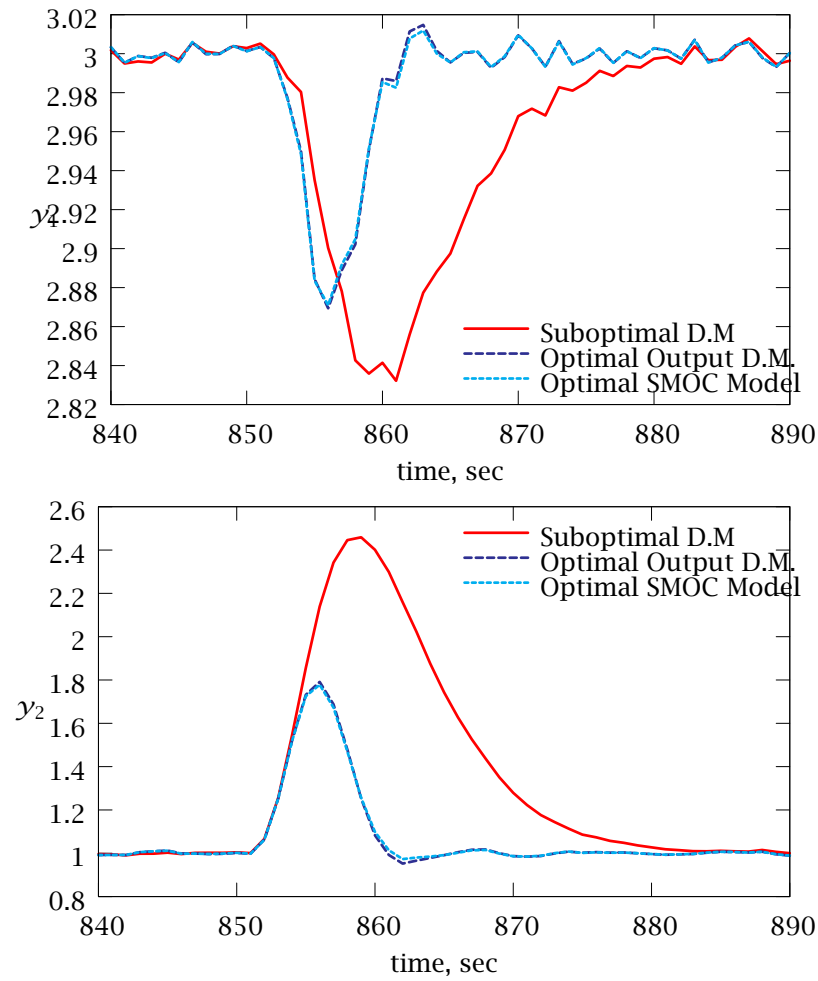 3.02
3
2.98
2.96
2.94
2.92
y1
2.9
2.88
2.86
2.84
2.82
Suboptimal D.M
Optimal Output D.M.
Optimal SMOC Model
840 850 860 870 880 890
time, sec
2.6
2.4
2.2
2
1.8
y2
1.6
1.4
1.2
1
0.8
Suboptimal D.M
Optimal Output D.M.
Optimal SMOC Model
840 850 860 870 880 890
time, sec